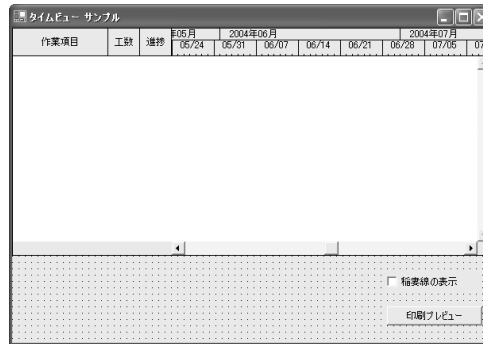 タイムビュー サンプル
作業項目 工数 進捗 年05月 2004年06月 2004年07月
05/24 05/31 06/07 06/14 06/21 06/28 07/05 07
稲妻線の表示
印刷プレビュー